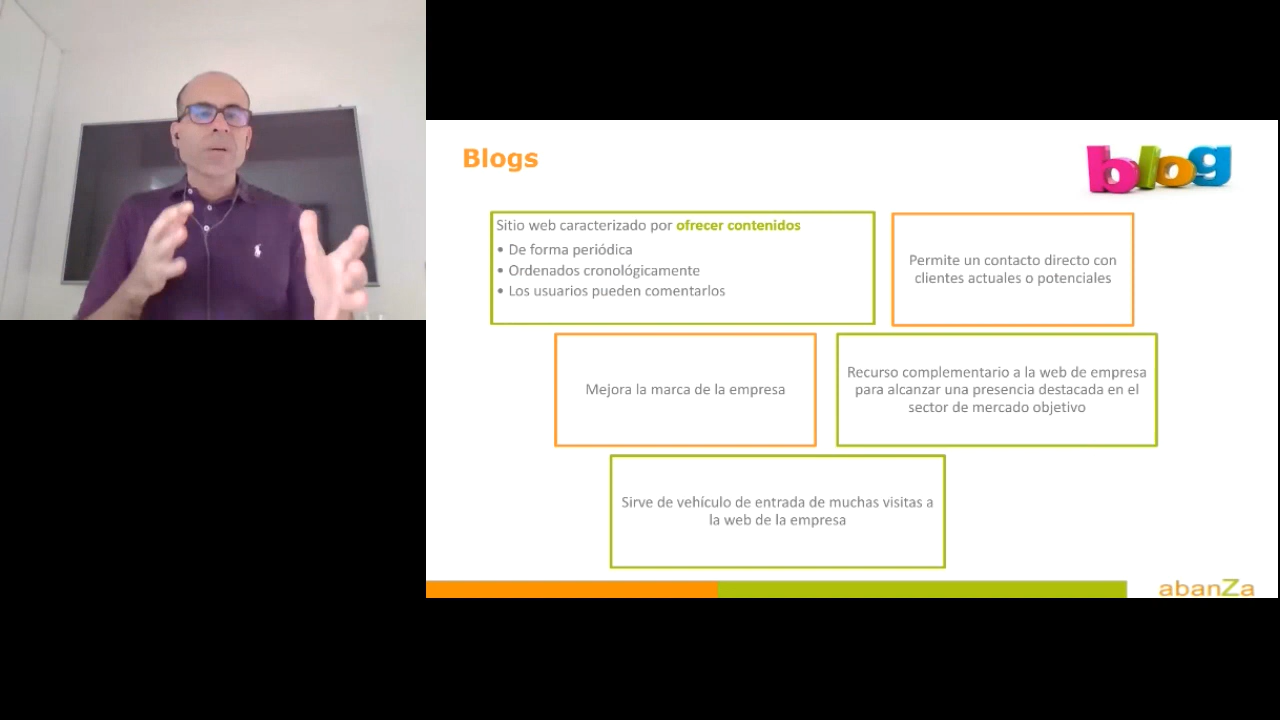 Blogs
blog
Sitio web caracterizado por ofrecer contenidos
• De forma periódica
• Ordenados cronológicamente
• Los usuarios pueden comentarlos
Permite un contacto directo con
clientes actuales o potenciales
Mejora la marca de la empresa
Recurso complementario a la web de empresa
para alcanzar una presencia destacada en el
sector de mercado objetivo
Sirve de vehículo de entrada de muchas visitas a
la web de la empresa
abanZa